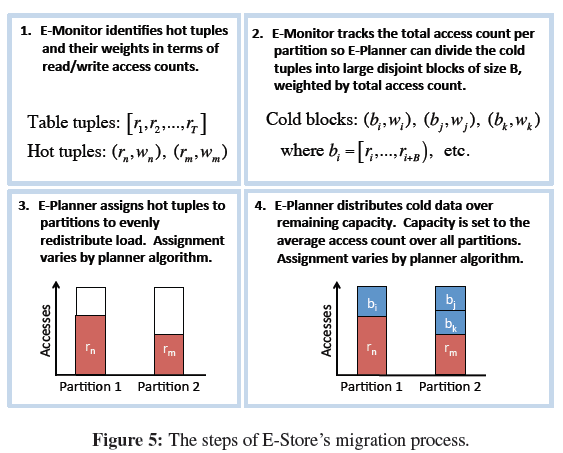 1. E-Monitor identifies hot tuples
and their weights in terms of
read/write access counts.
Table tuples: [r₁,r₂,...,r_T]
Hot tuples: (rₙ,wₙ), (rₘ,wₘ)
2. E-Monitor tracks the total access count per
partition so E-Planner can divide the cold
tuples into large disjoint blocks of size B,
weighted by total access count.
Cold blocks: (bᵢ,wᵢ), (bⱼ,wⱼ), (bₖ,wₖ)
where bᵢ =[rᵢ,...,rᵢ₊B), etc.
3. E-Planner assigns hot tuples to
partitions to evenly
redistribute load. Assignment
varies by planner algorithm.
Accesses
rₙ
rₘ
Partition 1 Partition 2
4. E-Planner distributes cold data over
remaining capacity. Capacity is set to the
average access count over all partitions.
Assignment varies by planner algorithm.
Accesses
bᵢ
bⱼ
bₖ
rₙ
rₘ
Partition 1 Partition 2
Figure 5: The steps of E-Store's migration process.